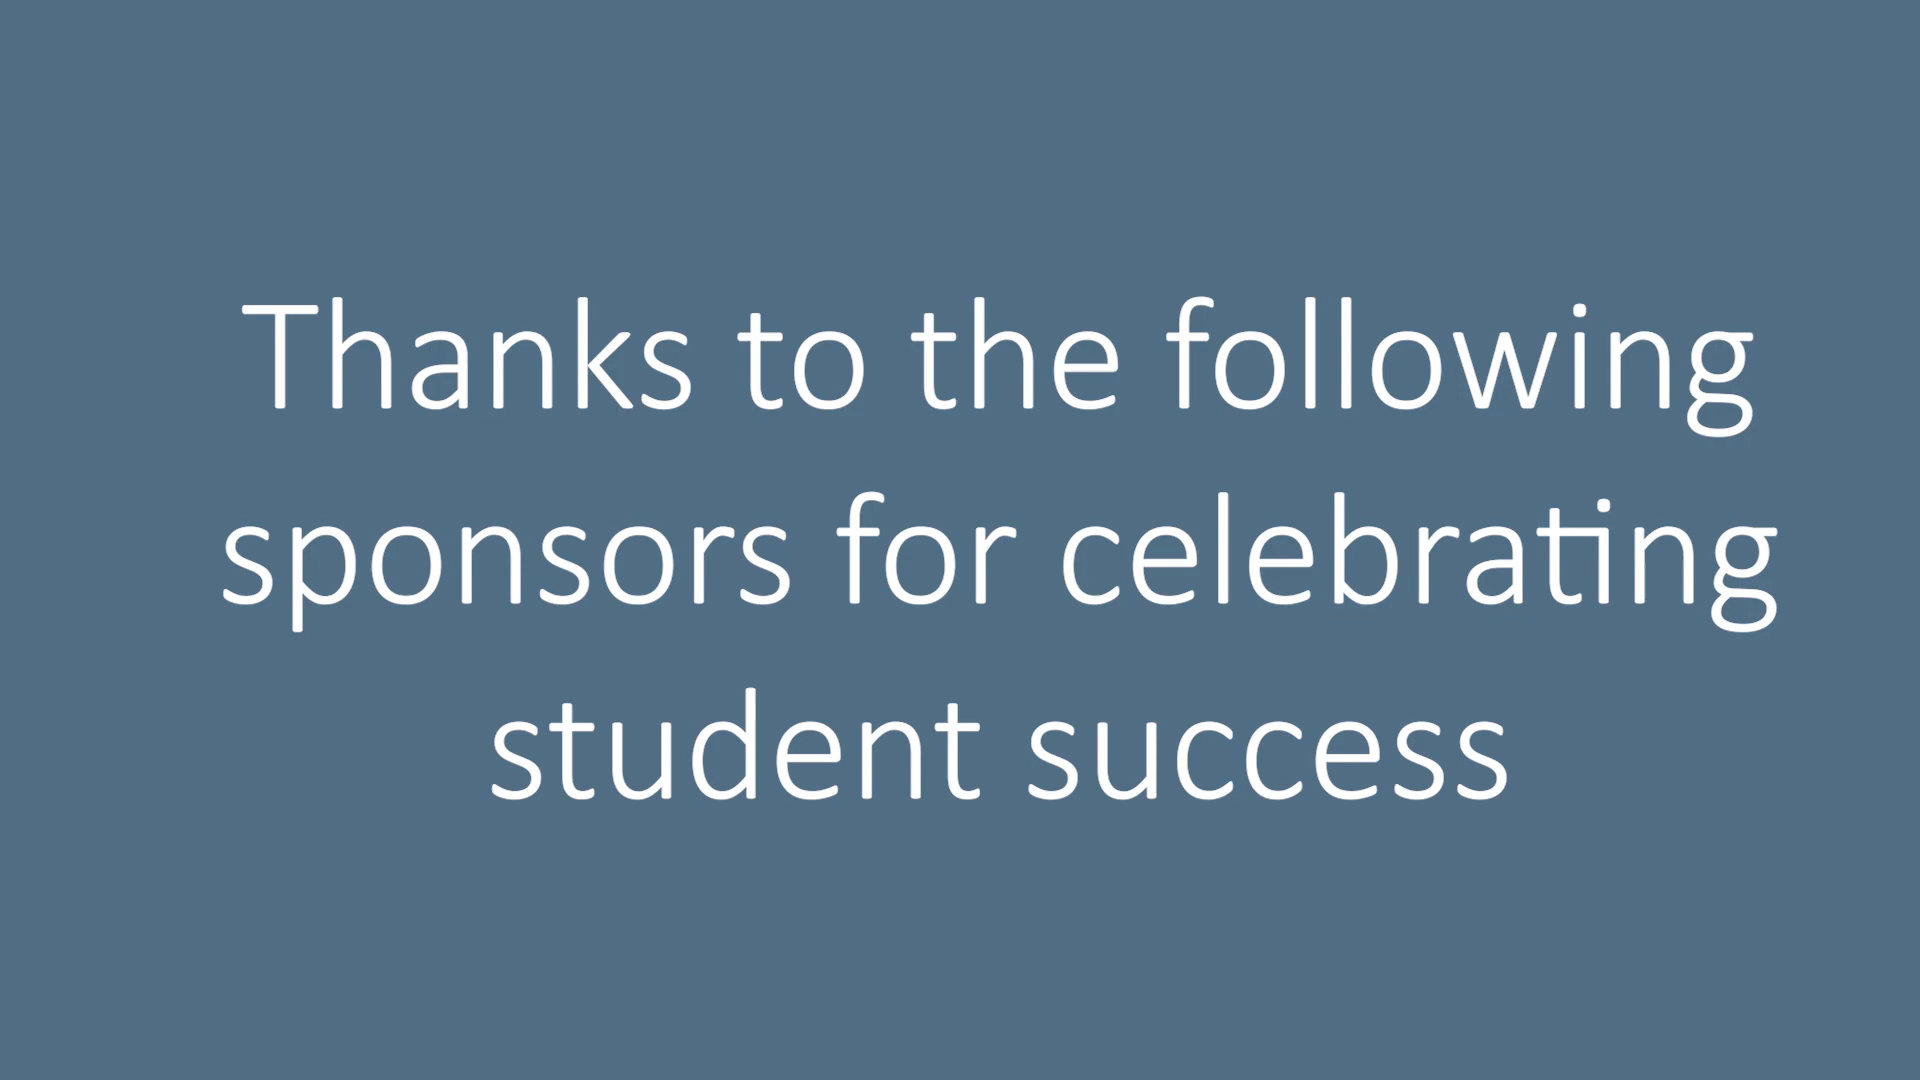 Thanks to the following
sponsors for celebrating
student success